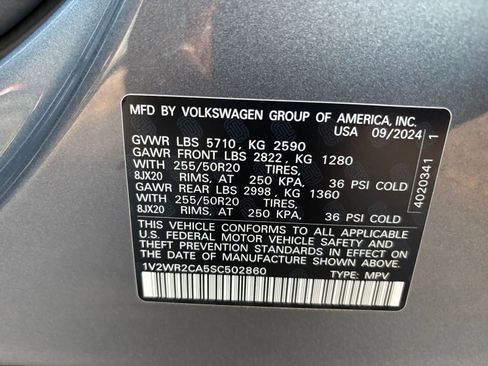 MFD BY VOLKSWAGEN GROUP OF AMERICA, INC.
USA 09/2024
GVWR LBS 5710, KG 2590
GAWR FRONT LBS 2822, KG 1280
WITH 255/50R20 TIRES,
8JX20 RIMS, AT 250 KPA, 36 PSI COLD
GAWR REAR LBS 2998, KG 1360
WITH 255/50R20 TIRES,
8JX20 RIMS, AT 250 KPA, 36 PSI COLD
THIS VEHICLE CONFORMS TO ALL APPLICABLE
U.S. FEDERAL MOTOR VEHICLE SAFETY AND
THEFT PREVENTION STANDARDS IN EFFECT ON THE
DATE OF MANUFACTURE SHOWN ABOVE.
1V2WR2CA5SC502860 TYPE: MPV
4020341 1